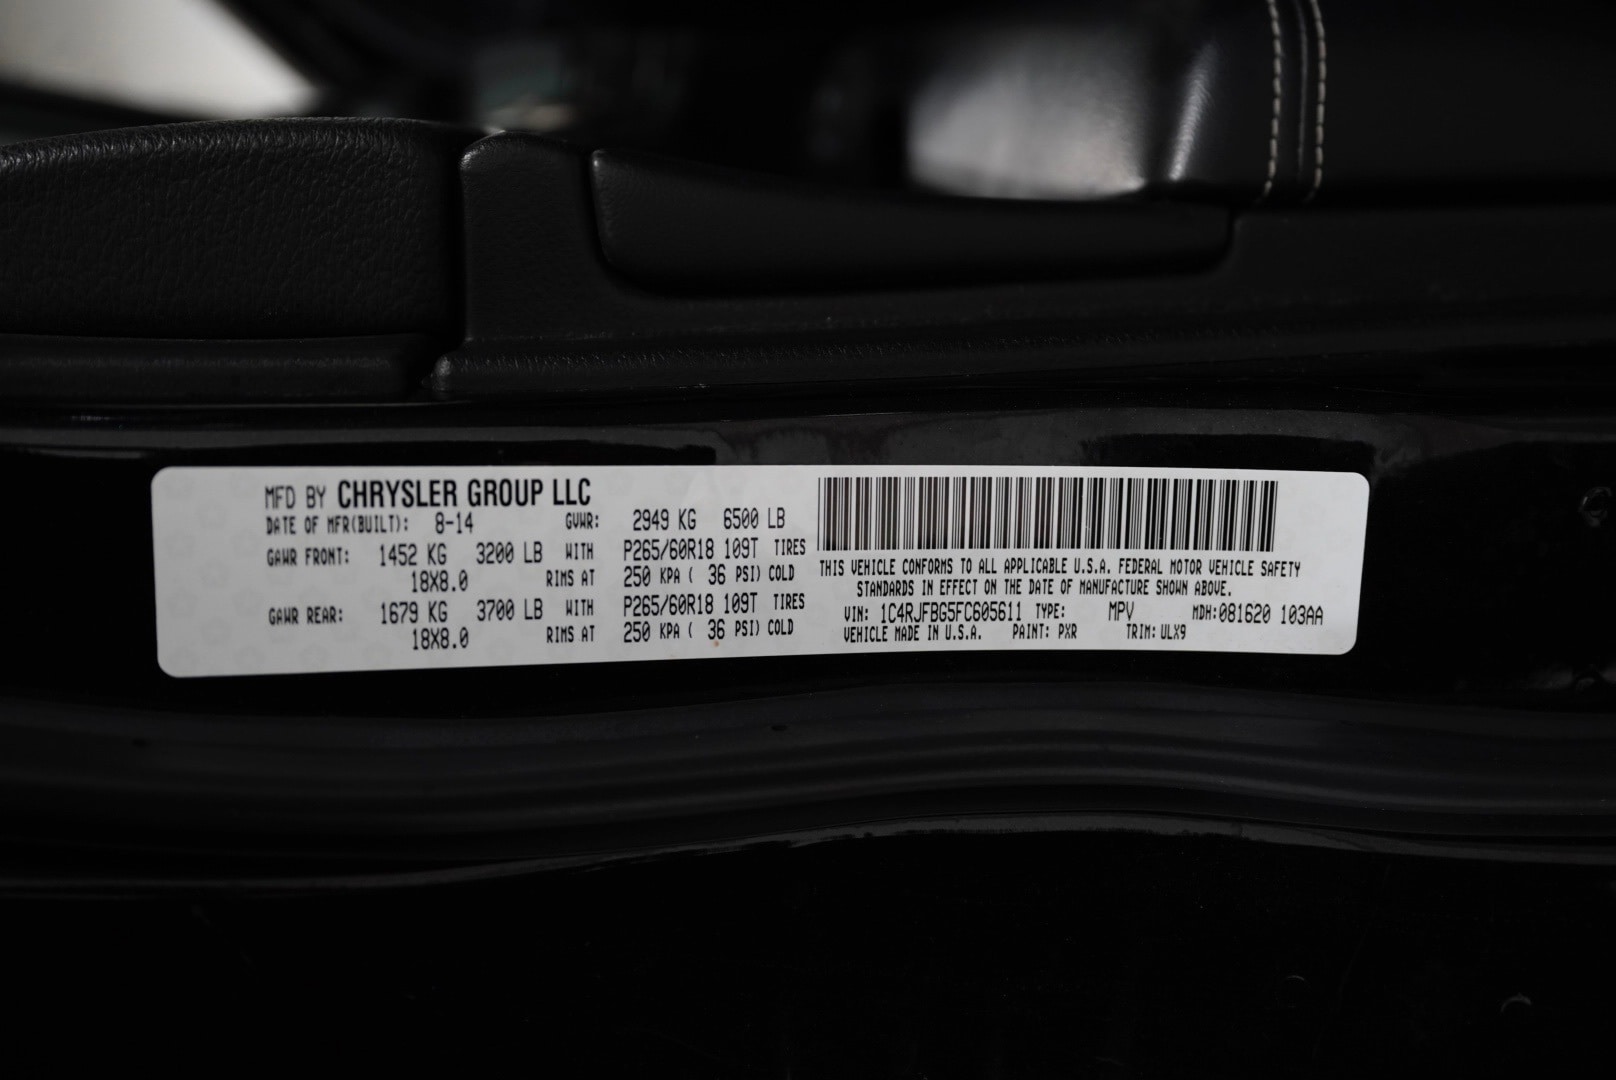 MFD BY CHRYSLER GROUP LLC
DATE OF MFR(BUILT): 8-14 GVWR: 2949 KG 6500 LB
GAWR FRONT: 1452 KG 3200 LB WITH P265/60R18 109T TIRES
18X8.0 RIMS AT 250 KPA ( 36 PSI) COLD
GAWR REAR: 1679 KG 3700 LB WITH P265/60R18 109T TIRES
18X8.0 RIMS AT 250 KPA ( 36 PSI) COLD
THIS VEHICLE CONFORMS TO ALL APPLICABLE U.S.A. FEDERAL MOTOR VEHICLE SAFETY
STANDARDS IN EFFECT ON THE DATE OF MANUFACTURE SHOWN ABOVE.
VIN: 1C4RJFBG5FC605611 TYPE: MPV MDH:081620 103AA
VEHICLE MADE IN U.S.A. PAINT: PXR TRIM: ULX9